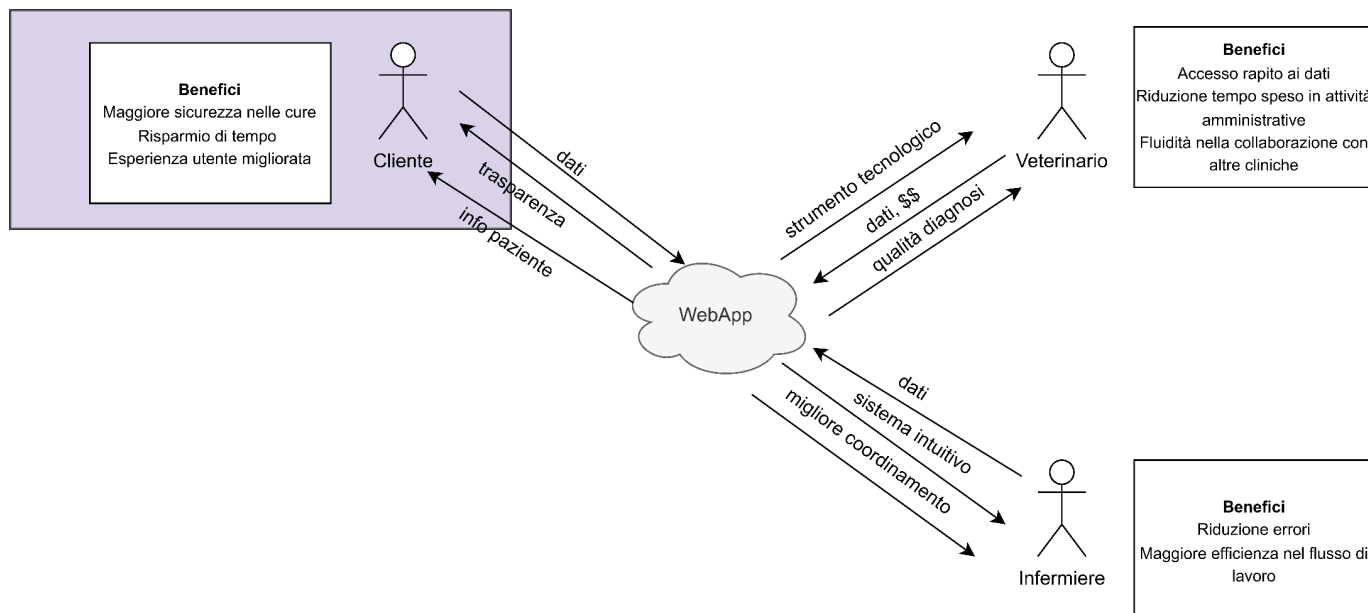 Benefici
Maggiore sicurezza nelle cure
Risparmio di tempo
Esperienza utente migliorata
Cliente
dati
trasparenza
info paziente
WebApp
strumento tecnologico
dati, $$
qualità diagnosi
Veterinario
Benefici
Accesso rapito ai dati
Riduzione tempo speso in attività
amministrative
Fluidità nella collaborazione con
altre cliniche
dati
sistema intuitivo
migliore coordinamento
Infermiere
Benefici
Riduzione errori
Maggiore efficienza nel flusso di
lavoro